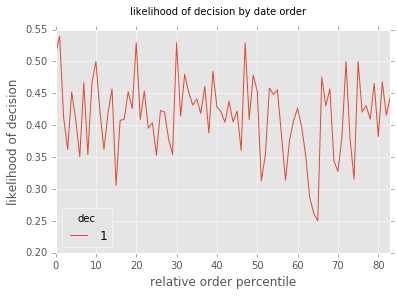 likelihood of decision by date order
0.55
0.50
0.45
0.40
0.35
0.30
0.25
0.20
likelihood of decision
dec
1
0 10 20 30 40 50 60 70 80
relative order percentile